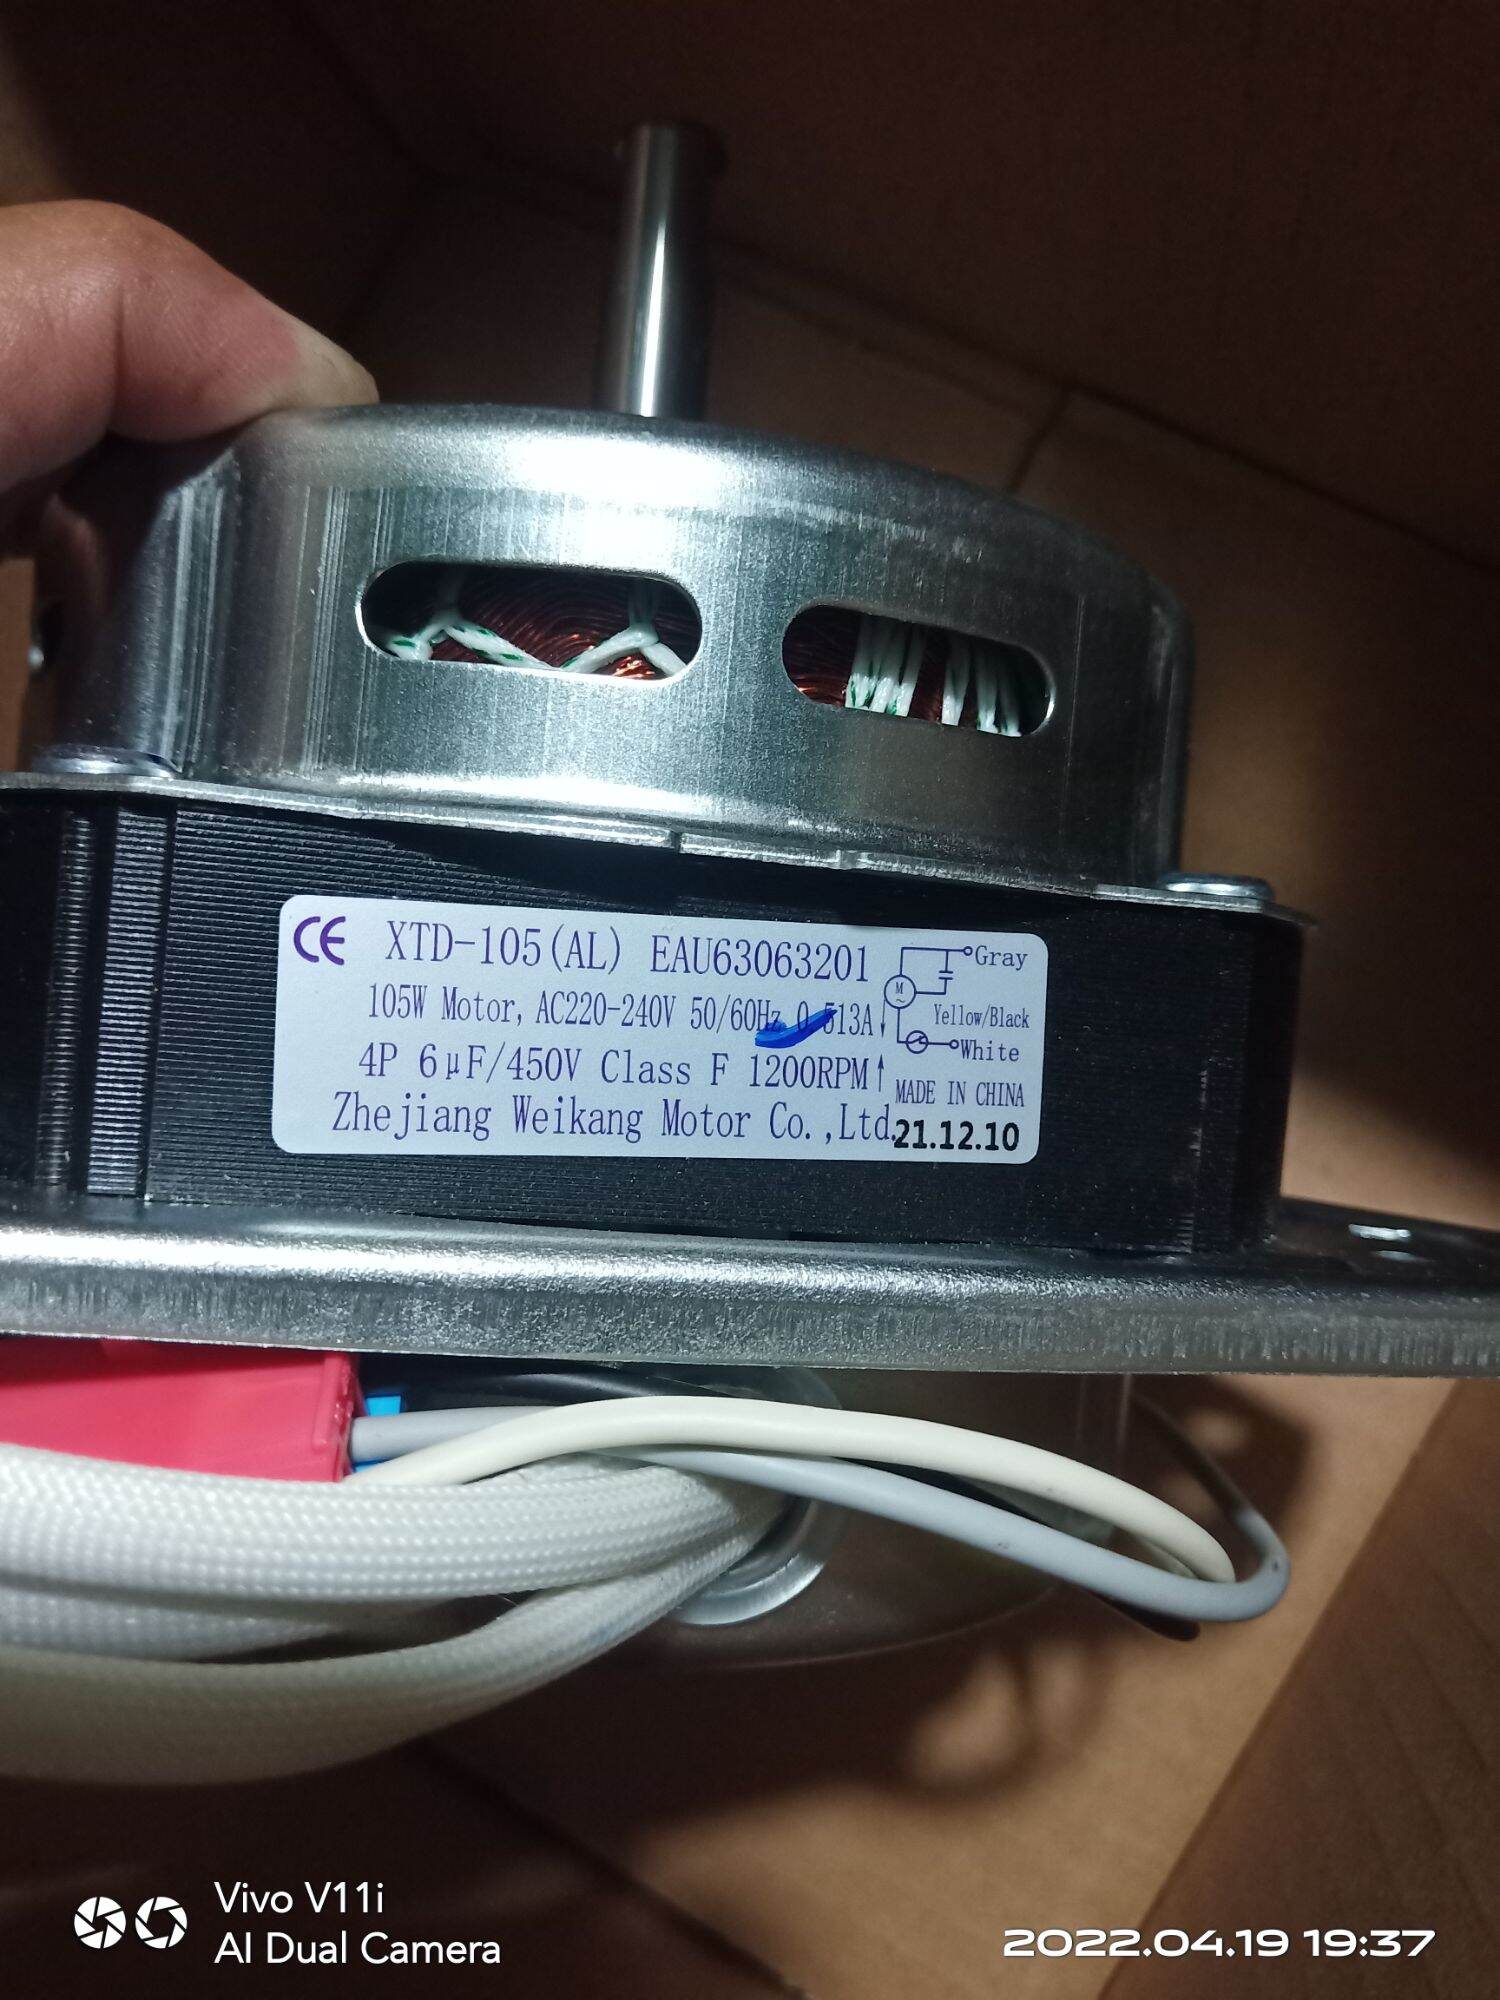 CE XTD-105(AL) EAU63063201
105W Motor, AC220-240V 50/60Hz 0.513A↓
4P 6μF/450V Class F 1200RPM↑
Zhejiang Weikang Motor Co.,Ltd.
Gray
M
~
Yellow/Black
White
MADE IN CHINA
21.12.10
Vivo V11i
AI Dual Camera
2022.04.19 19:37